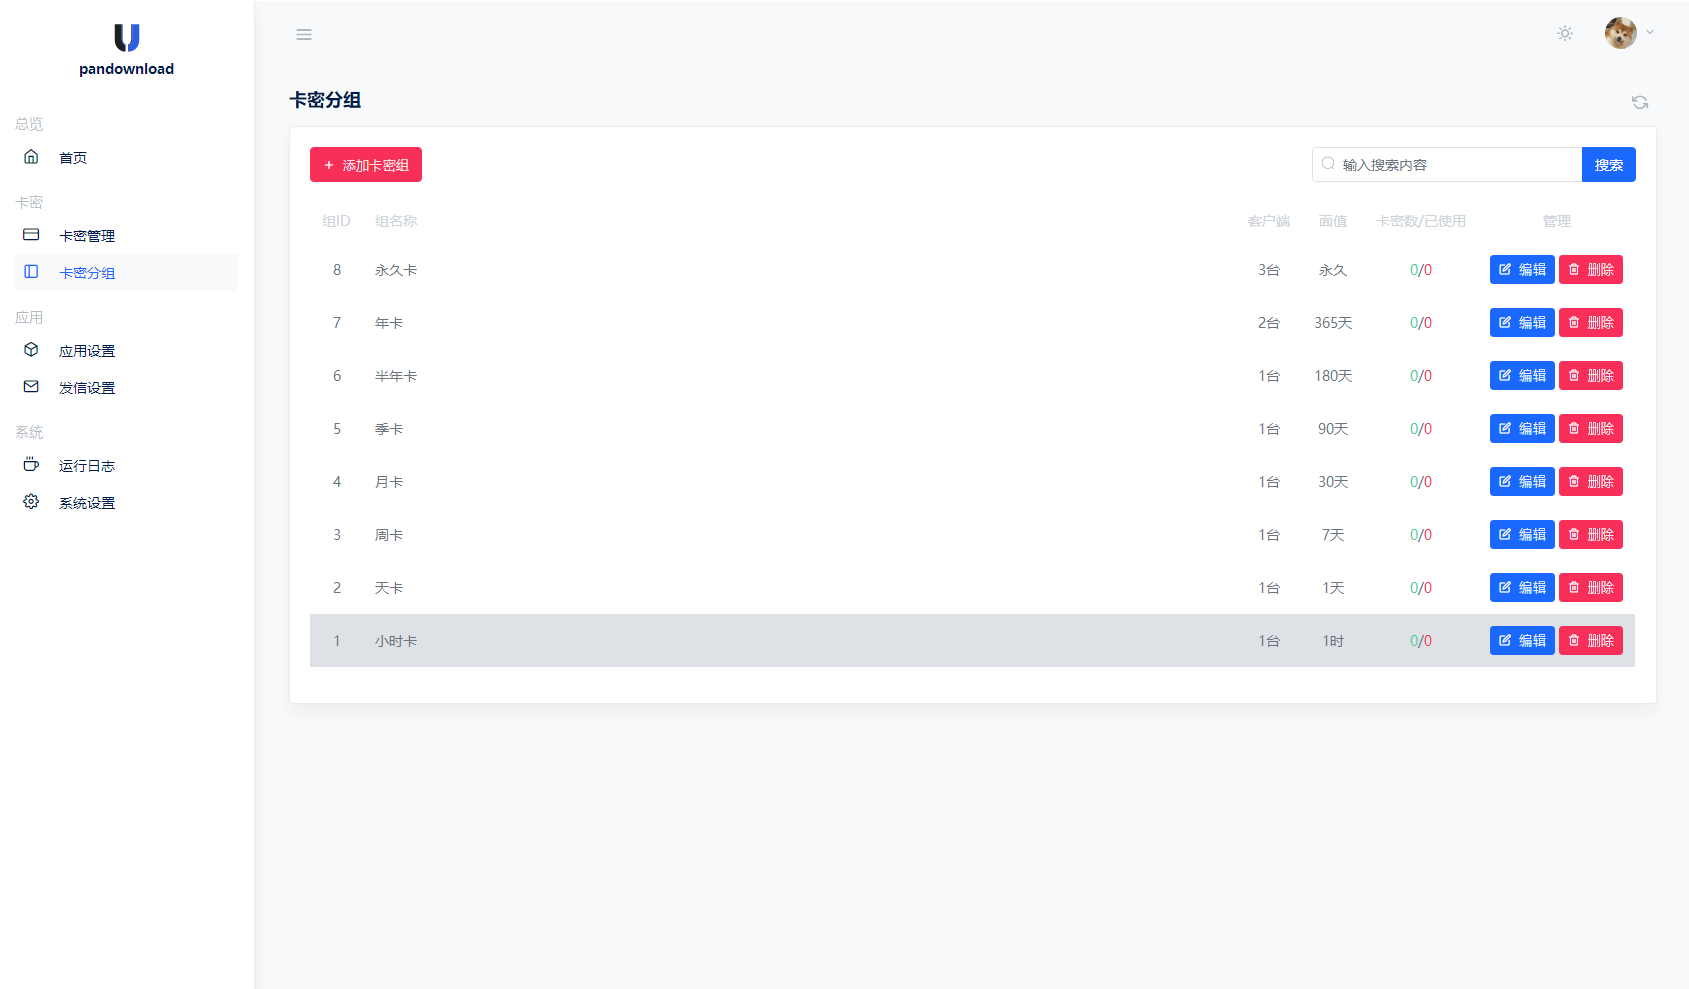 pandownload
总览
首页
卡密
卡密管理
卡密分组
应用
应用设置
发信设置
系统
运行日志
系统设置
卡密分组
+ 添加卡密组
输入搜索内容 搜索
组ID 组名称 客户端 面值 卡密数/已使用 管理
8 永久卡 3台 永久 0/0 编辑 删除
7 年卡 2台 365天 0/0 编辑 删除
6 半年卡 1台 180天 0/0 编辑 删除
5 季卡 1台 90天 0/0 编辑 删除
4 月卡 1台 30天 0/0 编辑 删除
3 周卡 1台 7天 0/0 编辑 删除
2 天卡 1台 1天 0/0 编辑 删除
1 小时卡 1台 1时 0/0 编辑 删除